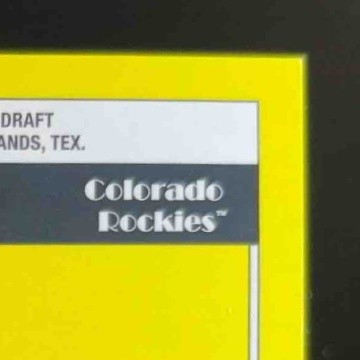 DRAFT
ANDS, TEX.
Colorado
Rockies™